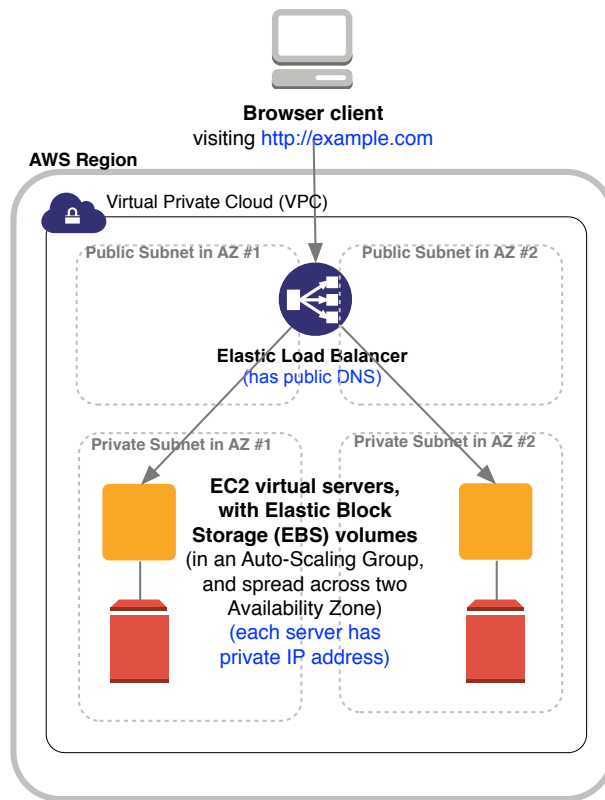 Browser client
visiting http://example.com
AWS Region
Virtual Private Cloud (VPC)
Public Subnet in AZ #1
Public Subnet in AZ #2
Elastic Load Balancer
(has public DNS)
Private Subnet in AZ #1
Private Subnet in AZ #2
EC2 virtual servers,
with Elastic Block
Storage (EBS) volumes
(in an Auto-Scaling Group,
and spread across two
Availability Zone)
(each server has
private IP address)